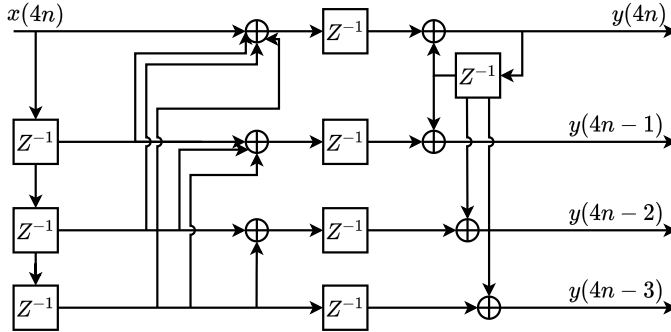 x(4n) y(4n)
Z⁻¹
Z⁻¹
Z⁻¹ Z⁻¹ y(4n − 1)
Z⁻¹ Z⁻¹ y(4n − 2)
Z⁻¹ Z⁻¹ y(4n − 3)